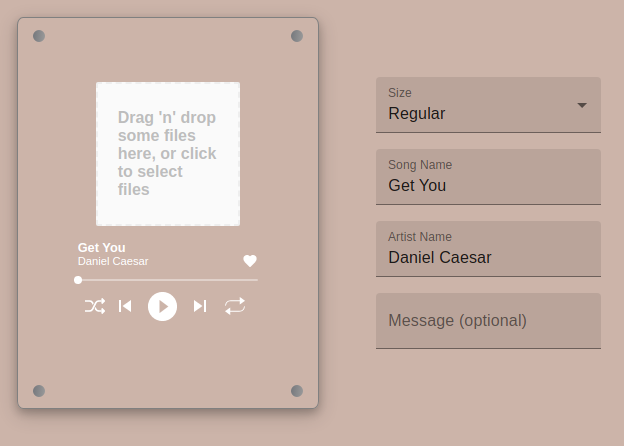 Drag 'n' drop
some files
here, or click
to select
files
Get You
Daniel Caesar
Size
Regular
Song Name
Get You
Artist Name
Daniel Caesar
Message (optional)